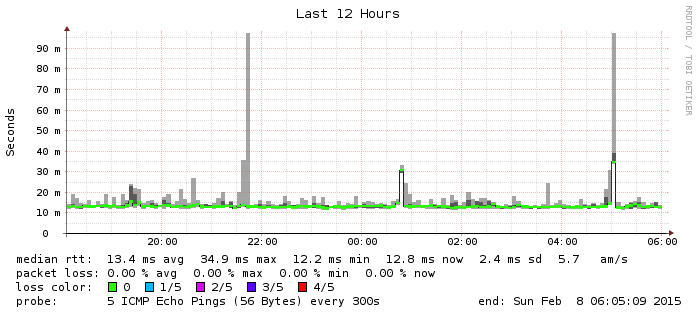 Last 12 Hours
RRDTOOL / TOBI OETIKER
Seconds
90 m
80 m
70 m
60 m
50 m
40 m
30 m
20 m
10 m
0
20:00 22:00 00:00 02:00 04:00 06:00
median rtt: 13.4 ms avg 34.9 ms max 12.2 ms min 12.8 ms now 2.4 ms sd 5.7 am/s
packet loss: 0.00 % avg 0.00 % max 0.00 % min 0.00 % now
loss color: 0 1/5 2/5 3/5 4/5
probe: 5 ICMP Echo Pings (56 Bytes) every 300s end: Sun Feb 8 06:05:09 2015